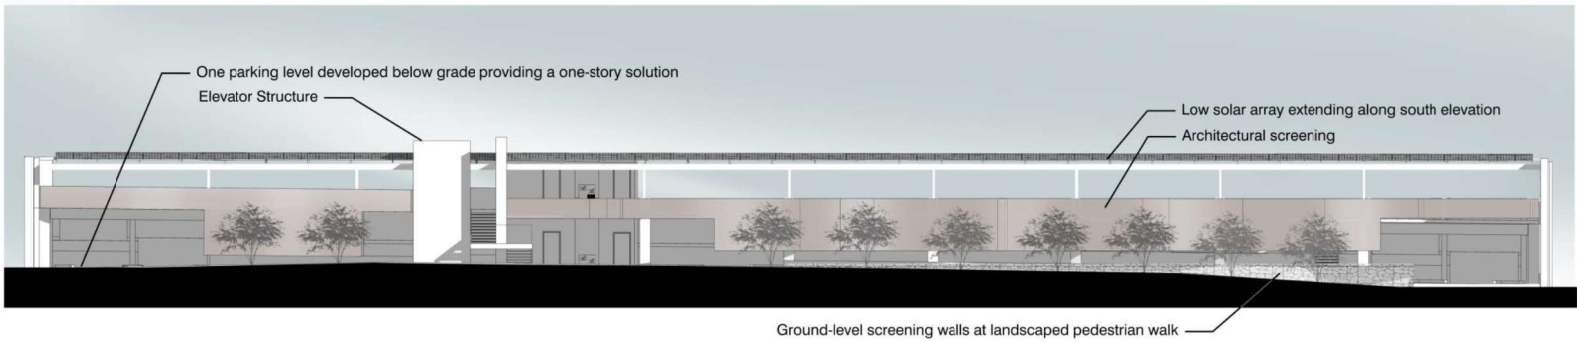 One parking level developed below grade providing a one-story solution
Elevator Structure
Low solar array extending along south elevation
Architectural screening
Ground-level screening walls at landscaped pedestrian walk